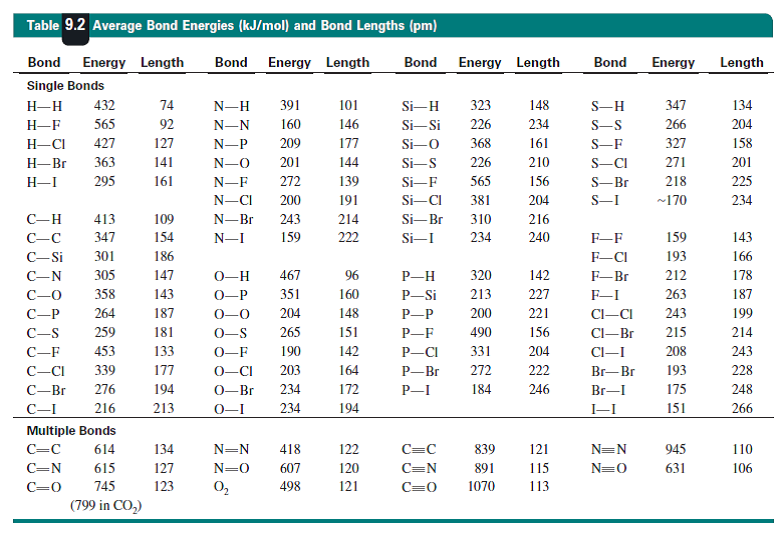 Table 9.2 Average Bond Energies (kJ/mol) and Bond Lengths (pm)
Bond Energy Length Bond Energy Length Bond Energy Length Bond Energy Length
Single Bonds
H—H 432 74 N—H 391 101 Si—H 323 148 S—H 347 134
H—F 565 92 N—N 160 146 Si—Si 226 234 S—S 266 204
H—Cl 427 127 N—P 209 177 Si—O 368 161 S—F 327 158
H—Br 363 141 N—O 201 144 Si—S 226 210 S—Cl 271 201
H—I 295 161 N—F 272 139 Si—F 565 156 S—Br 218 225
N—Cl 200 191 Si—Cl 381 204 S—I ~170 234
C—H 413 109 N—Br 243 214 Si—Br 310 216
C—C 347 154 N—I 159 222 Si—I 234 240 F—F 159 143
C—Si 301 186 F—Cl 193 166
C—N 305 147 O—H 467 96 P—H 320 142 F—Br 212 178
C—O 358 143 O—P 351 160 P—Si 213 227 F—I 263 187
C—P 264 187 O—O 204 148 P—P 200 221 Cl—Cl 243 199
C—S 259 181 O—S 265 151 P—F 490 156 Cl—Br 215 214
C—F 453 133 O—F 190 142 P—Cl 331 204 Cl—I 208 243
C—Cl 339 177 O—Cl 203 164 P—Br 272 222 Br—Br 193 228
C—Br 276 194 O—Br 234 172 P—I 184 246 Br—I 175 248
C—I 216 213 O—I 234 194 I—I 151 266
Multiple Bonds
C=C 614 134 N=N 418 122 C≡C 839 121 N≡N 945 110
C=N 615 127 N=O 607 120 C≡N 891 115 N≡O 631 106
C=O 745 123 O₂ 498 121 C≡O 1070 113
(799 in CO₂)